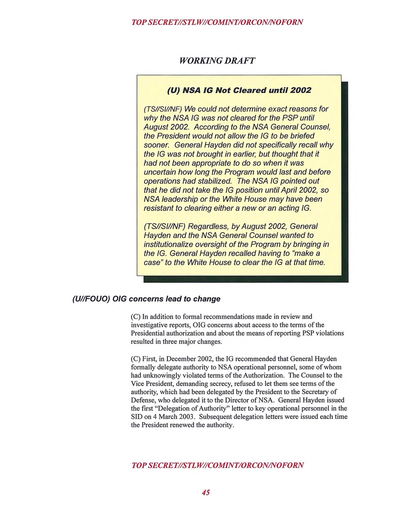 TOP SECRET//STLW//COMINT/ORCON/NOFORN
WORKING DRAFT
(U) NSA IG Not Cleared until 2002
(TS//SI//NF) We could not determine exact reasons for
why the NSA IG was not cleared for the PSP until
August 2002. According to the NSA General Counsel,
the President would not allow the IG to be briefed
sooner. General Hayden did not specifically recall why
the IG was not brought in earlier, but thought that it
had not been appropriate to do so when it was
uncertain how long the Program would last and before
operations had stabilized. The NSA IG pointed out
that he did not take the IG position until April 2002, so
NSA leadership or the White House may have been
resistant to clearing either a new or an acting IG.
(TS//SI//NF) Regardless, by August 2002, General
Hayden and the NSA General Counsel wanted to
institutionalize oversight of the Program by bringing in
the IG. General Hayden recalled having to "make a
case" to the White House to clear the IG at that time.
(U//FOUO) OIG concerns lead to change
(C) In addition to formal recommendations made in review and
investigative reports, OIG concerns about access to the terms of the
Presidential authorization and about the means of reporting PSP violations
resulted in three major changes.
(C) First, in December 2002, the IG recommended that General Hayden
formally delegate authority to NSA operational personnel, some of whom
had unknowingly violated terms of the Authorization. The Counsel to the
Vice President, demanding secrecy, refused to let them see terms of the
authority, which had been delegated by the President to the Secretary of
Defense, who delegated it to the Director of NSA. General Hayden issued
the first "Delegation of Authority" letter to key operational personnel in the
SID on 4 March 2003. Subsequent delegation letters were issued each time
the President renewed the authority.
TOP SECRET//STLW//COMINT/ORCON/NOFORN
45